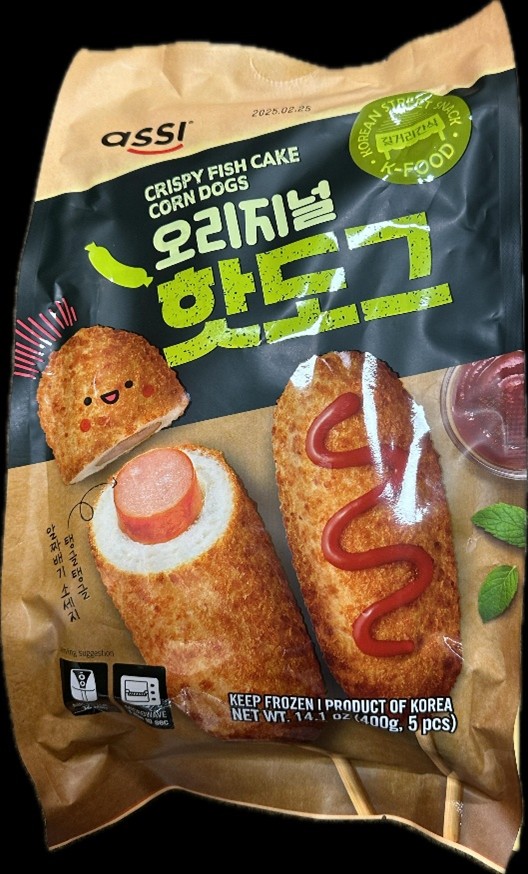 2025.02.25
assi
KOREAN STREET SNACK
길거리간식
K-FOOD
CRISPY FISH CAKE
CORN DOGS
오리지널
핫도그
탱글탱글
알짜배기 소세지
KEEP FROZEN | PRODUCT OF KOREA
NET WT. 14.1 oz (400g, 5 pcs)